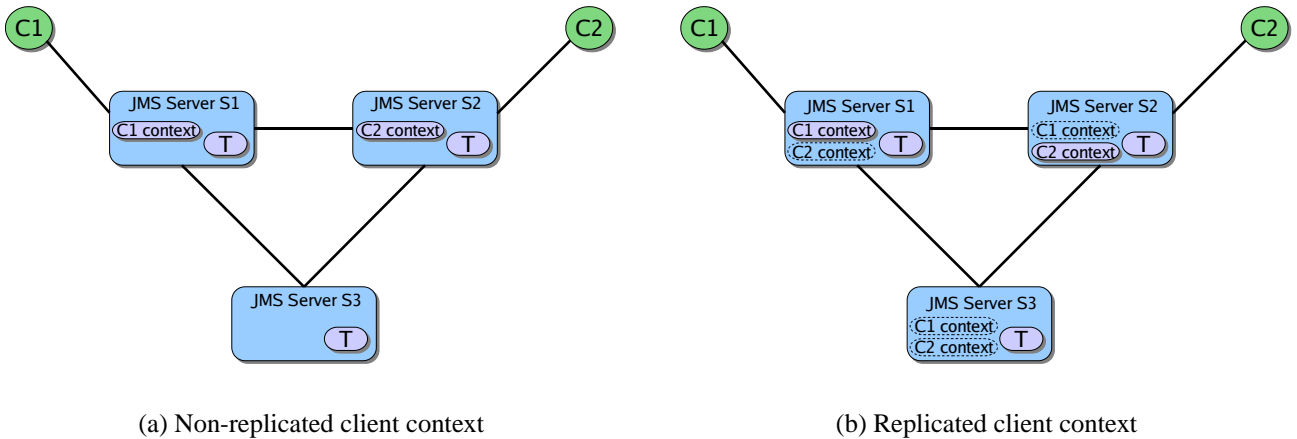 C1
C2
JMS Server S1
C1 context
T
JMS Server S2
C2 context
T
JMS Server S3
T
(a) Non-replicated client context
C1
C2
JMS Server S1
C1 context
C2 context
T
JMS Server S2
C1 context
C2 context
T
JMS Server S3
C1 context
C2 context
T
(b) Replicated client context